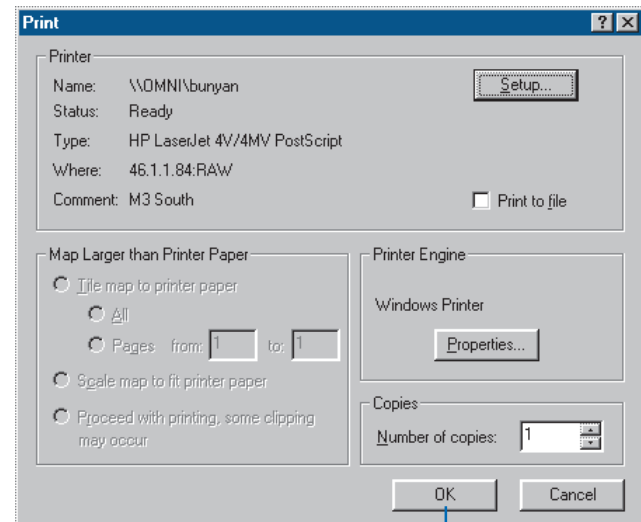 Print
Printer
Name: \\OMNI\bunyan
Setup...
Status: Ready
Type: HP LaserJet 4V/4MV PostScript
Where: 46.1.1.84:RAW
Comment: M3 South
Print to file
Map Larger than Printer Paper
Tile map to printer paper
All
Pages from: 1 to: 1
Scale map to fit printer paper
Proceed with printing, some clipping
may occur
Printer Engine
Windows Printer
Properties...
Copies
Number of copies: 1
OK Cancel